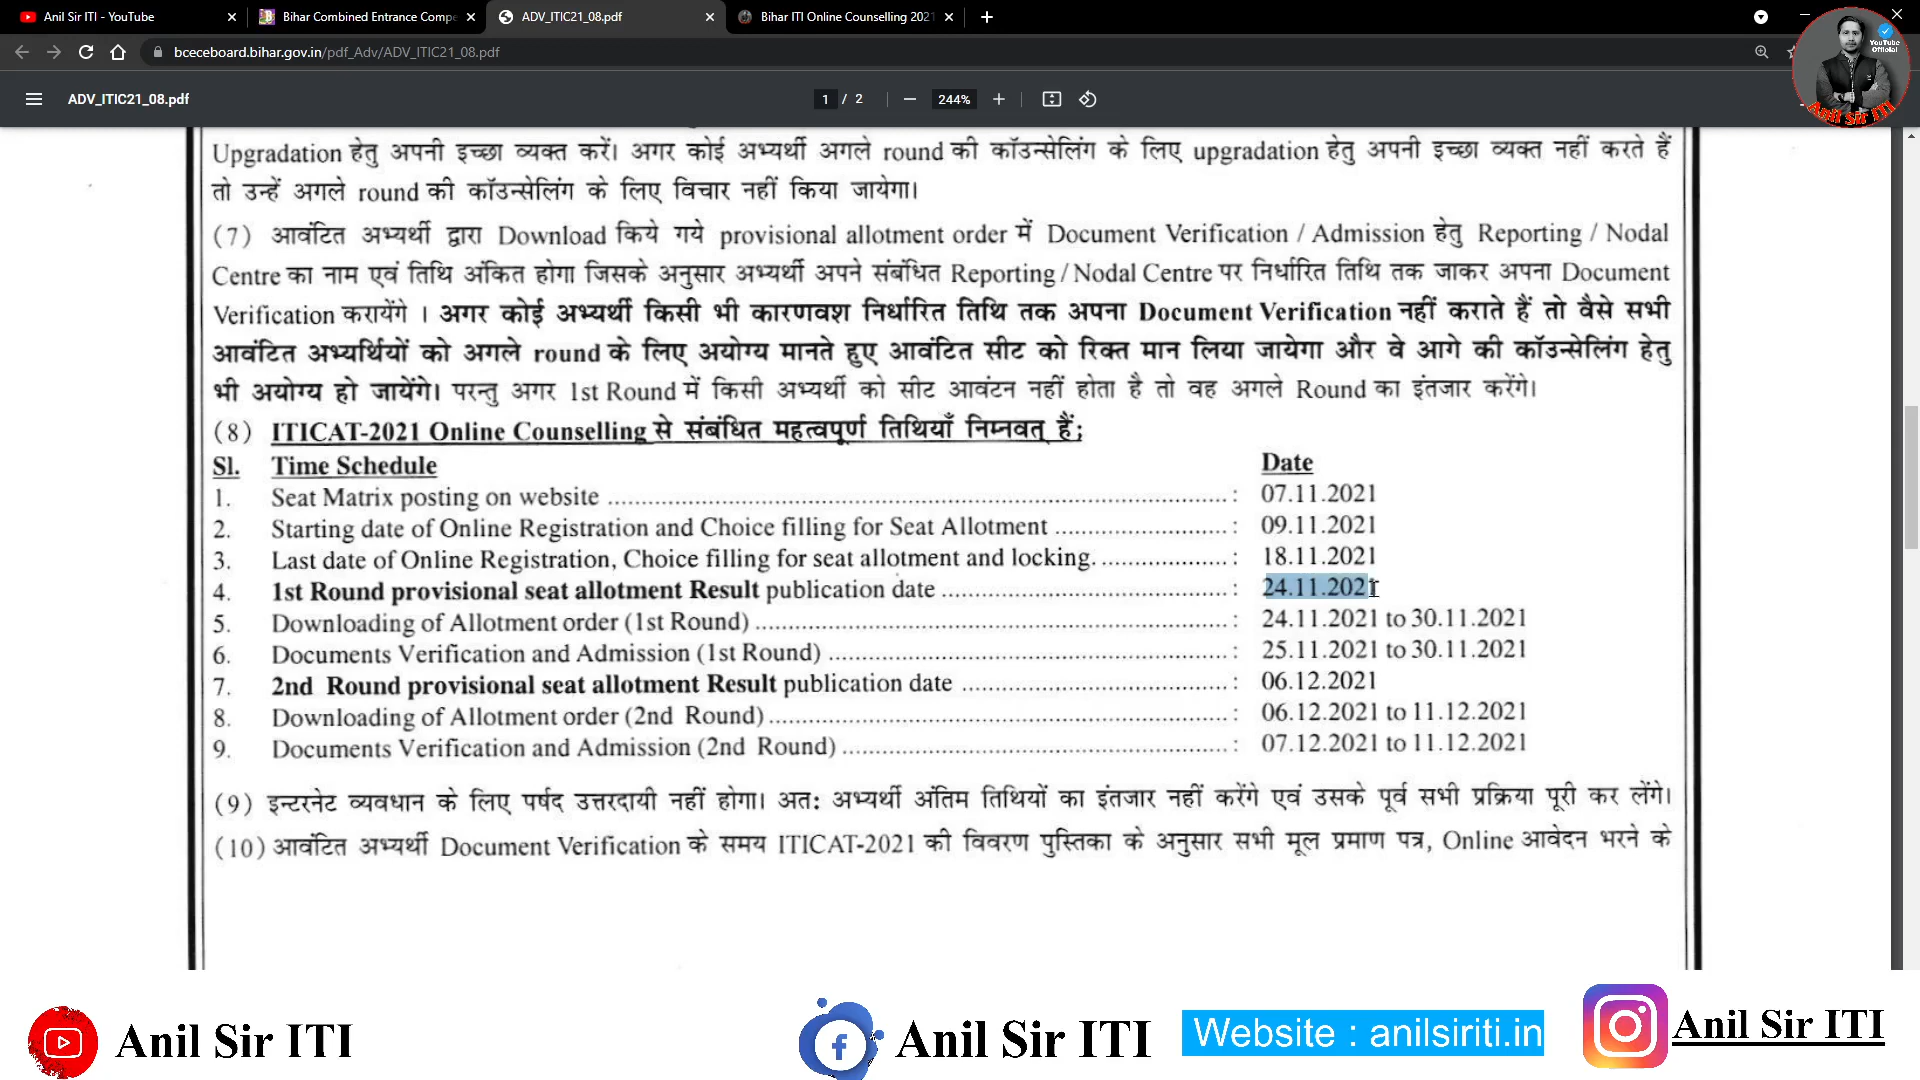 Anil Sir ITI - YouTube
Bihar Combined Entrance Compe
ADV_ITIC21_08.pdf
Bihar ITI Online Counselling 2021
bceceboard.bihar.gov.in/pdf_Adv/ADV_ITIC21_08.pdf
YouTube
Official
Anil Sir ITI
ADV_ITIC21_08.pdf
1 / 2
244%
Upgradation हेतु अपनी इच्छा व्यक्त करें। अगर कोई अभ्यर्थी अगले round की कॉउन्सेलिंग के लिए upgradation हेतु अपनी इच्छा व्यक्त नहीं करते हैं
तो उन्हें अगले round की कॉउन्सेलिंग के लिए विचार नहीं किया जायेगा।
(7) आवंटित अभ्यर्थी द्वारा Download किये गये provisional allotment order में Document Verification / Admission हेतु Reporting / Nodal
Centre का नाम एवं तिथि अंकित होगा जिसके अनुसार अभ्यर्थी अपने संबंधित Reporting / Nodal Centre पर निर्धारित तिथि तक जाकर अपना Document
Verification करायेंगे । अगर कोई अभ्यर्थी किसी भी कारणवश निर्धारित तिथि तक अपना Document Verification नहीं कराते हैं तो वैसे सभी
आवंटित अभ्यर्थियों को अगले round के लिए अयोग्य मानते हुए आवंटित सीट को रिक्त मान लिया जायेगा और वे आगे की कॉउन्सेलिंग हेतु
भी अयोग्य हो जायेंगे। परन्तु अगर 1st Round में किसी अभ्यर्थी को सीट आवंटन नहीं होता है तो वह अगले Round का इंतजार करेंगे।
(8) ITICAT-2021 Online Counselling से संबंधित महत्वपूर्ण तिथियाँ निम्नवत् हैं;
Sl. Time Schedule Date
1. Seat Matrix posting on website : 07.11.2021
2. Starting date of Online Registration and Choice filling for Seat Allotment : 09.11.2021
3. Last date of Online Registration, Choice filling for seat allotment and locking. : 18.11.2021
4. 1st Round provisional seat allotment Result publication date : 24.11.2021
5. Downloading of Allotment order (1st Round) : 24.11.2021 to 30.11.2021
6. Documents Verification and Admission (1st Round) : 25.11.2021 to 30.11.2021
7. 2nd Round provisional seat allotment Result publication date : 06.12.2021
8. Downloading of Allotment order (2nd Round) : 06.12.2021 to 11.12.2021
9. Documents Verification and Admission (2nd Round) : 07.12.2021 to 11.12.2021
(9) इन्टरनेट व्यवधान के लिए पर्षद उत्तरदायी नहीं होगा। अतः अभ्यर्थी अंतिम तिथियों का इंतजार नहीं करेंगे एवं उसके पूर्व सभी प्रक्रिया पूरी कर लेंगे।
(10) आवंटित अभ्यर्थी Document Verification के समय ITICAT-2021 की विवरण पुस्तिका के अनुसार सभी मूल प्रमाण पत्र, Online आवेदन भरने के
Anil Sir ITI
Anil Sir ITI
Website : anilsiriti.in
Anil Sir ITI